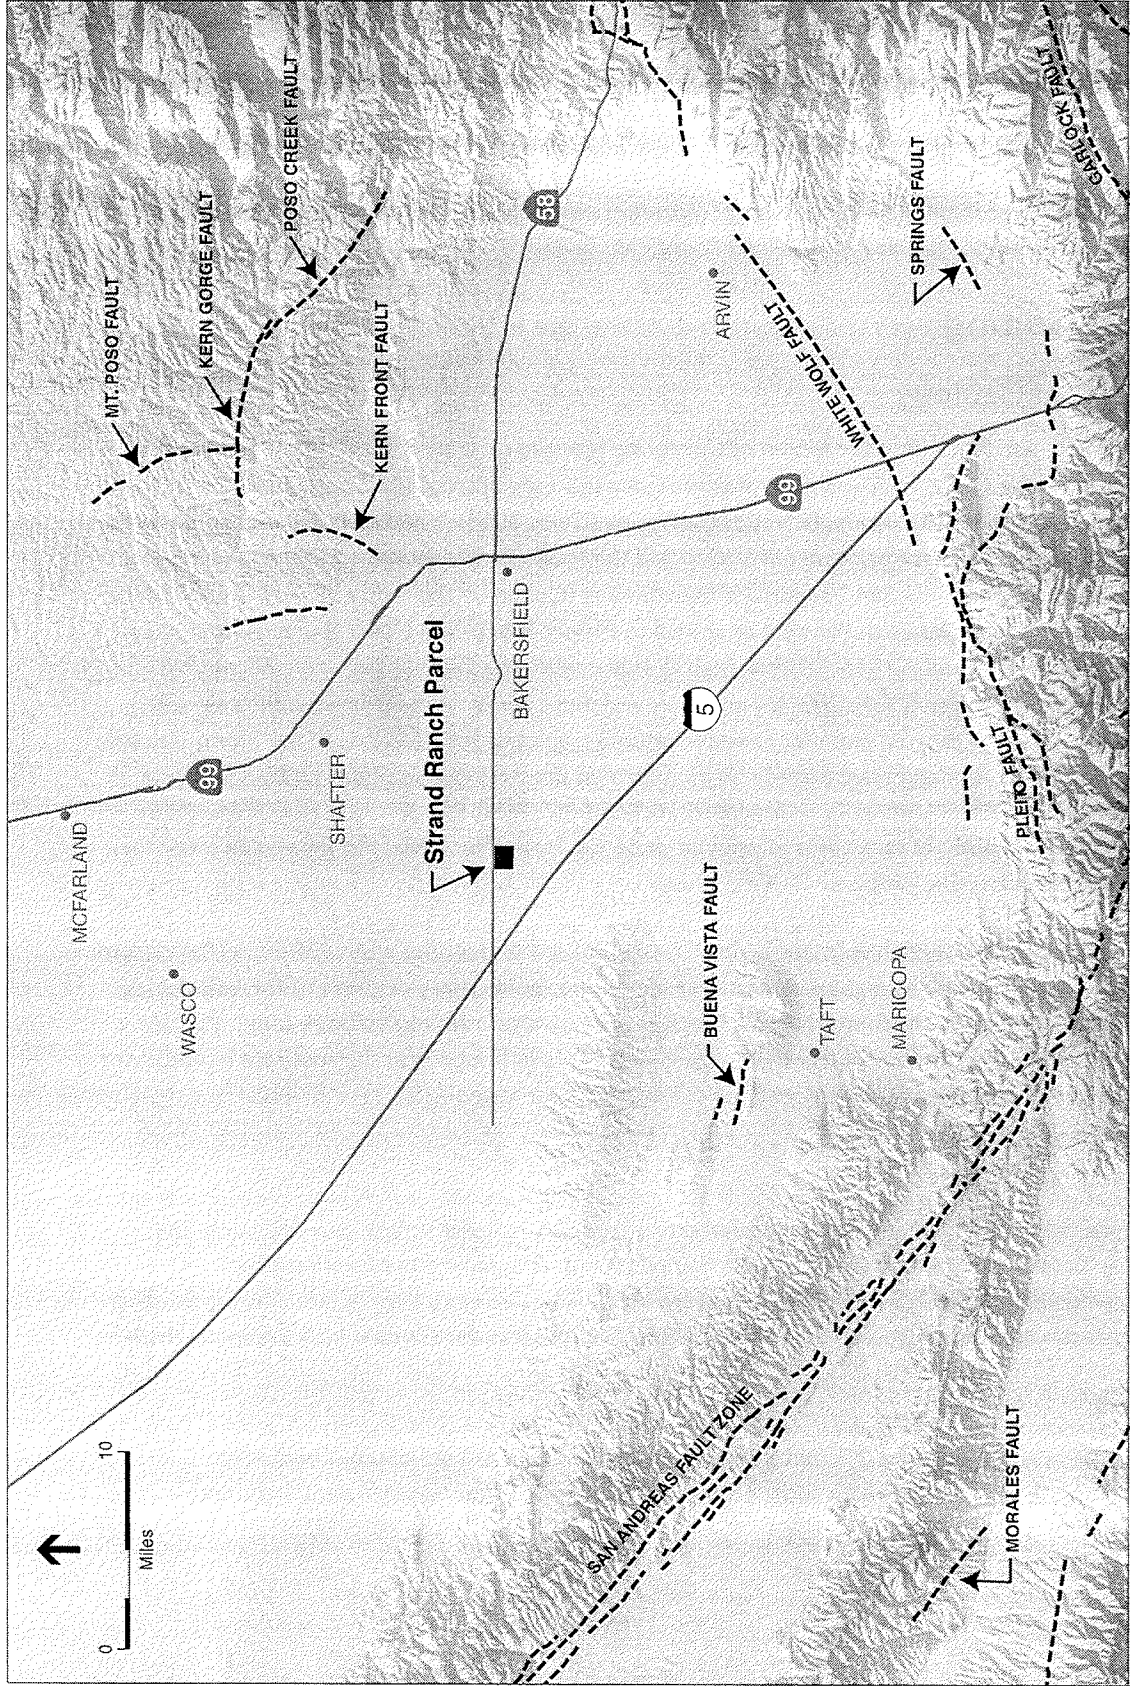 0
10
Miles
MCFARLAND
WASCO
99
SHAFTER
MT. POSO FAULT
KERN GORGE FAULT
POSO CREEK FAULT
KERN FRONT FAULT
Strand Ranch Parcel
BAKERSFIELD
58
5
99
ARVIN
WHITE WOLF FAULT
SPRINGS FAULT
GARLOCK FAULT
PLEITO FAULT
BUENA VISTA FAULT
TAFT
MARICOPA
SAN ANDREAS FAULT ZONE
MORALES FAULT